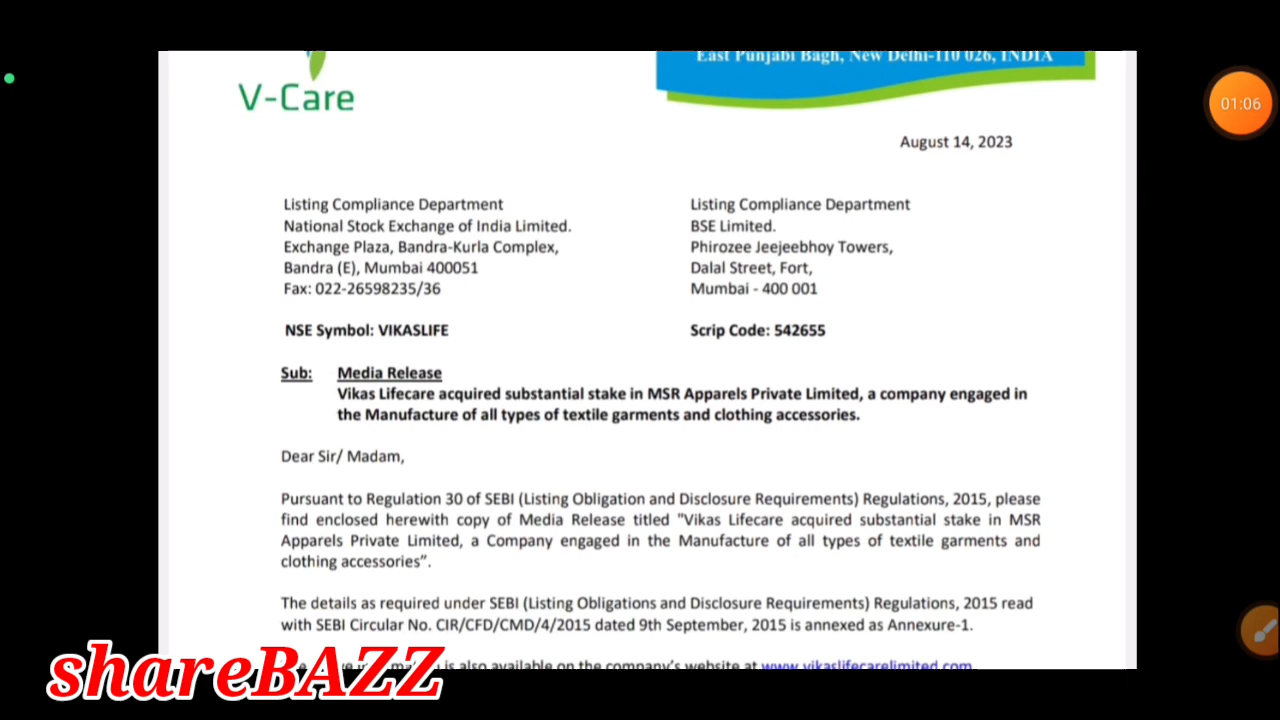 East Punjabi Bagh, New Delhi-110 026, INDIA
V-Care
01:06
August 14, 2023
Listing Compliance Department
National Stock Exchange of India Limited.
Exchange Plaza, Bandra-Kurla Complex,
Bandra (E), Mumbai 400051
Fax: 022-26598235/36
NSE Symbol: VIKASLIFE
Listing Compliance Department
BSE Limited.
Phirozee Jeejeebhoy Towers,
Dalal Street, Fort,
Mumbai - 400 001
Scrip Code: 542655
Sub: Media Release
Vikas Lifecare acquired substantial stake in MSR Apparels Private Limited, a company engaged in
the Manufacture of all types of textile garments and clothing accessories.
Dear Sir/ Madam,
Pursuant to Regulation 30 of SEBI (Listing Obligation and Disclosure Requirements) Regulations, 2015, please
find enclosed herewith copy of Media Release titled "Vikas Lifecare acquired substantial stake in MSR
Apparels Private Limited, a Company engaged in the Manufacture of all types of textile garments and
clothing accessories”.
The details as required under SEBI (Listing Obligations and Disclosure Requirements) Regulations, 2015 read
with SEBI Circular No. CIR/CFD/CMD/4/2015 dated 9th September, 2015 is annexed as Annexure-1.
is also available on the company's website at www.vikaslifecarelimited.com.
shareBAZZ